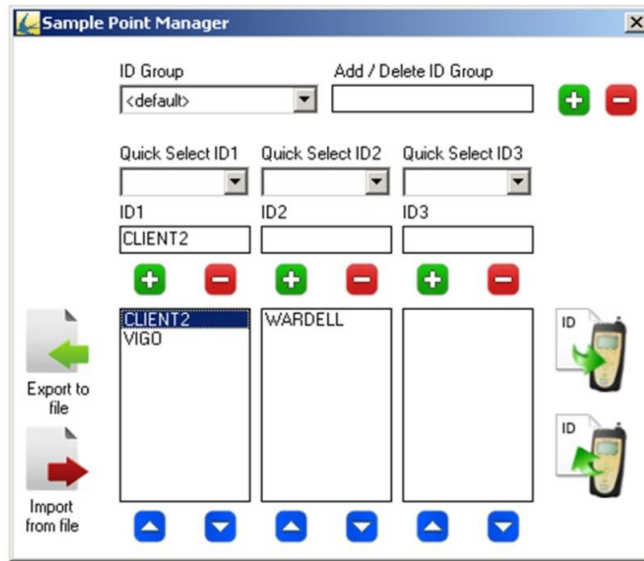 Sample Point Manager
ID Group
Add / Delete ID Group
<default>
Quick Select ID1
Quick Select ID2
Quick Select ID3
ID1
ID2
ID3
CLIENT2
CLIENT2
VIGO
WARDELL
Export to
file
Import
from file
ID
ID